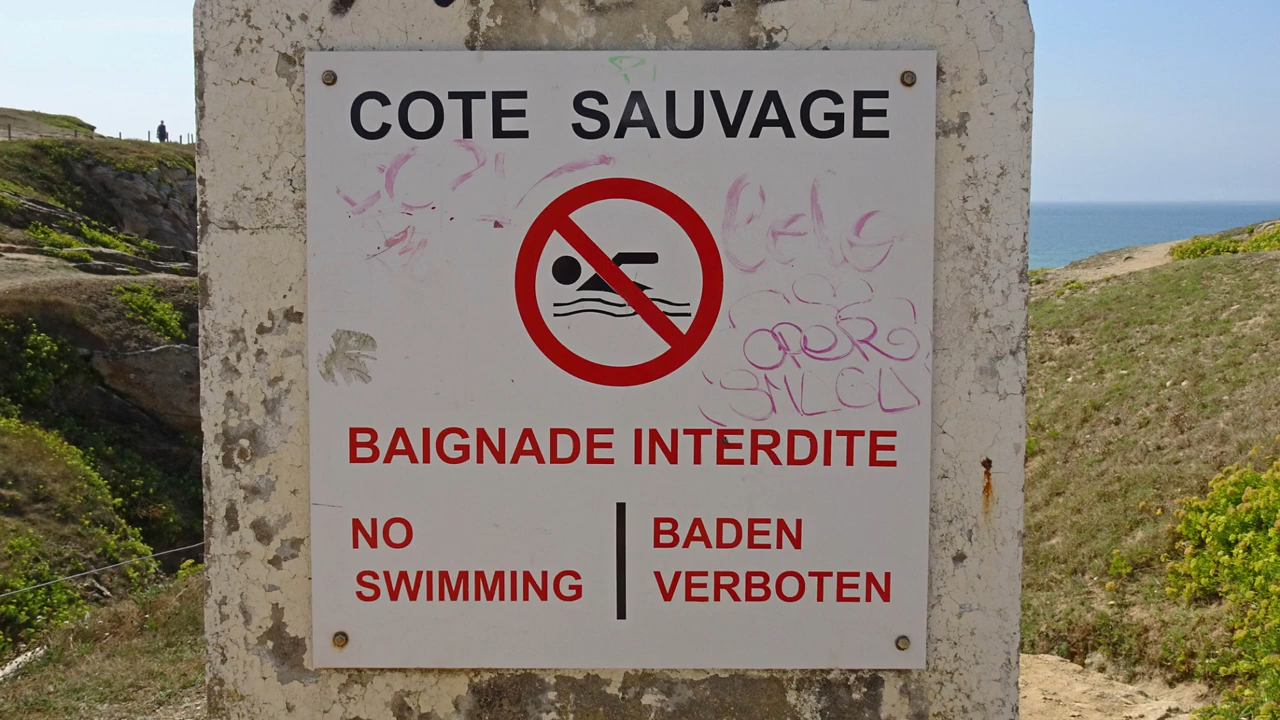 COTE SAUVAGE
BAIGNADE INTERDITE
NO
SWIMMING
BADEN
VERBOTEN